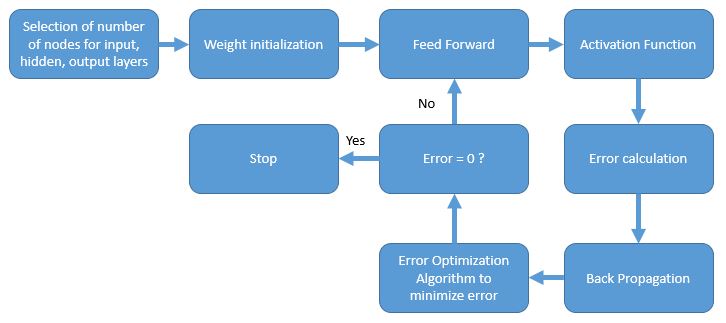 Selection of number
of nodes for input,
hidden, output layers
Weight initialization
Feed Forward
Activation Function
No
Yes
Stop
Error = 0 ?
Error calculation
Error Optimization
Algorithm to
minimize error
Back Propagation